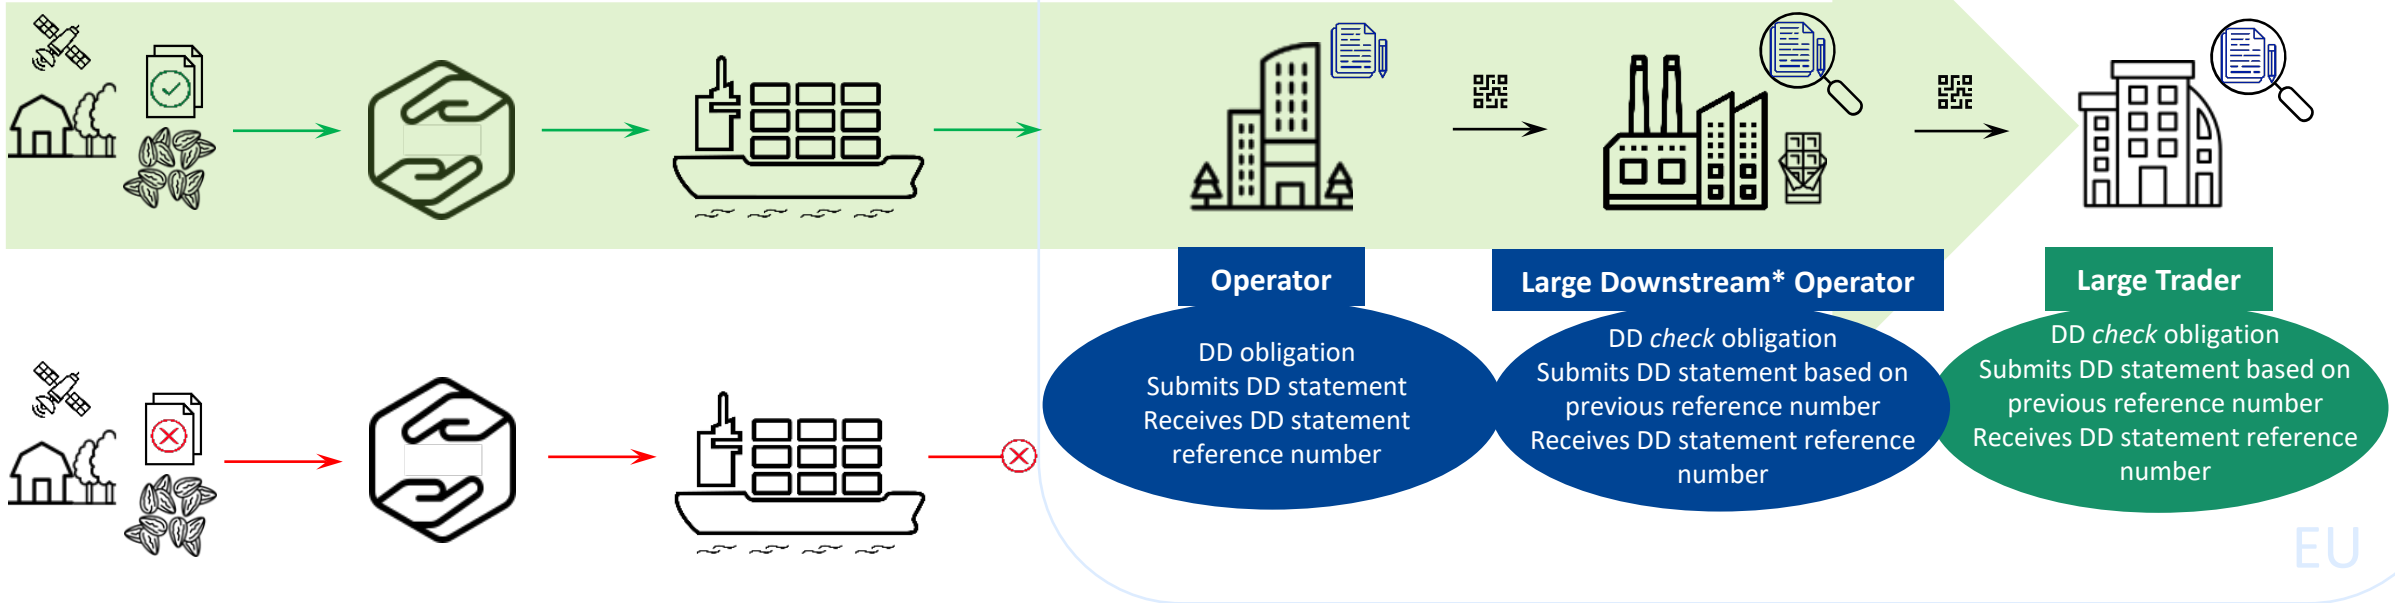 Operator
DD obligation
Submits DD statement
Receives DD statement
reference number
Large Downstream* Operator
DD check obligation
Submits DD statement based on
previous reference number
Receives DD statement reference
number
Large Trader
DD check obligation
Submits DD statement based on
previous reference number
Receives DD statement reference
number
EU